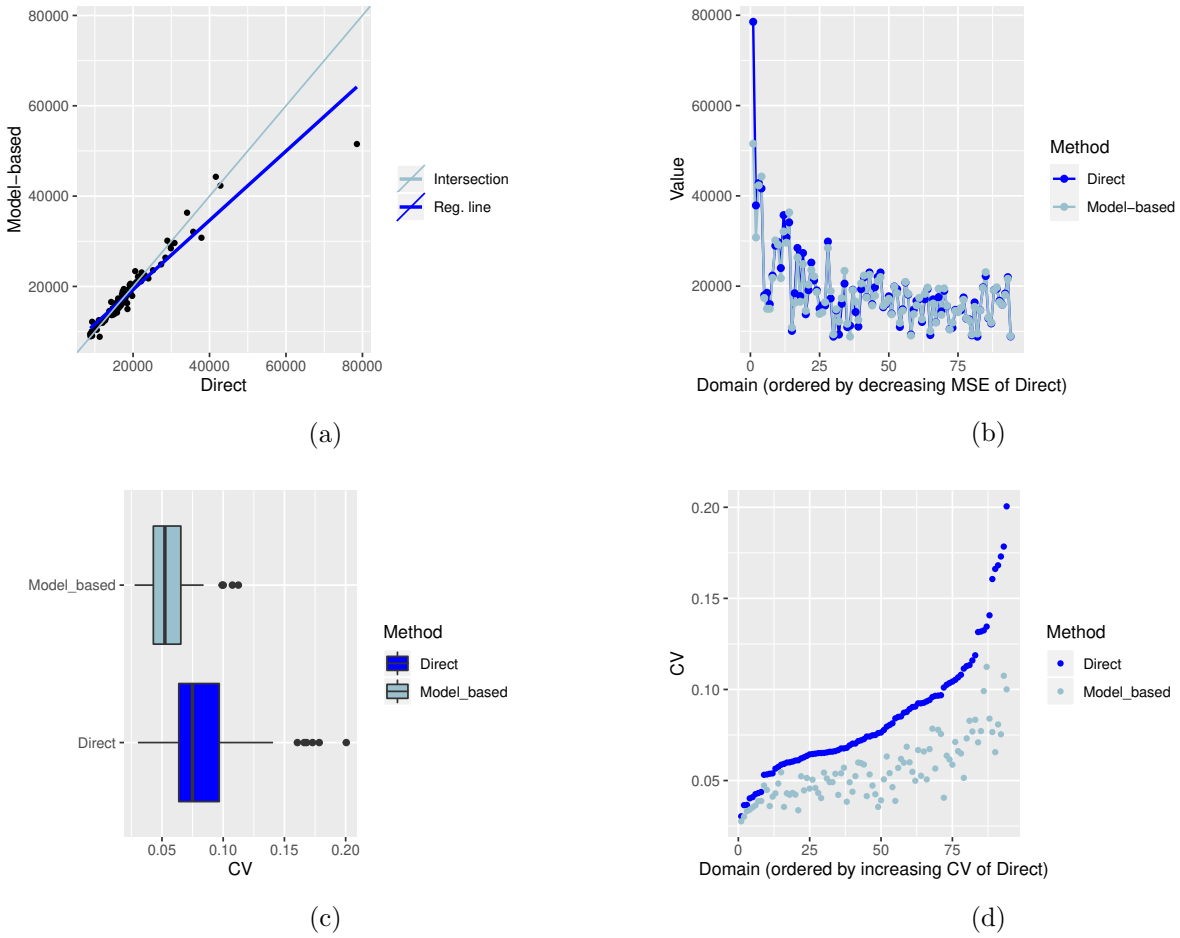 80000
60000
40000
20000
Model-based
20000 40000 60000 80000
Direct
Intersection
Reg. line
(a)
80000
60000
40000
20000
Value
0 25 50 75
Domain (ordered by decreasing MSE of Direct)
Method
Direct
Model-based
(b)
Model_based
Direct
0.05 0.10 0.15 0.20
CV
Method
Direct
Model_based
(c)
0.20
0.15
0.10
0.05
CV
0 25 50 75
Domain (ordered by increasing CV of Direct)
Method
Direct
Model_based
(d)